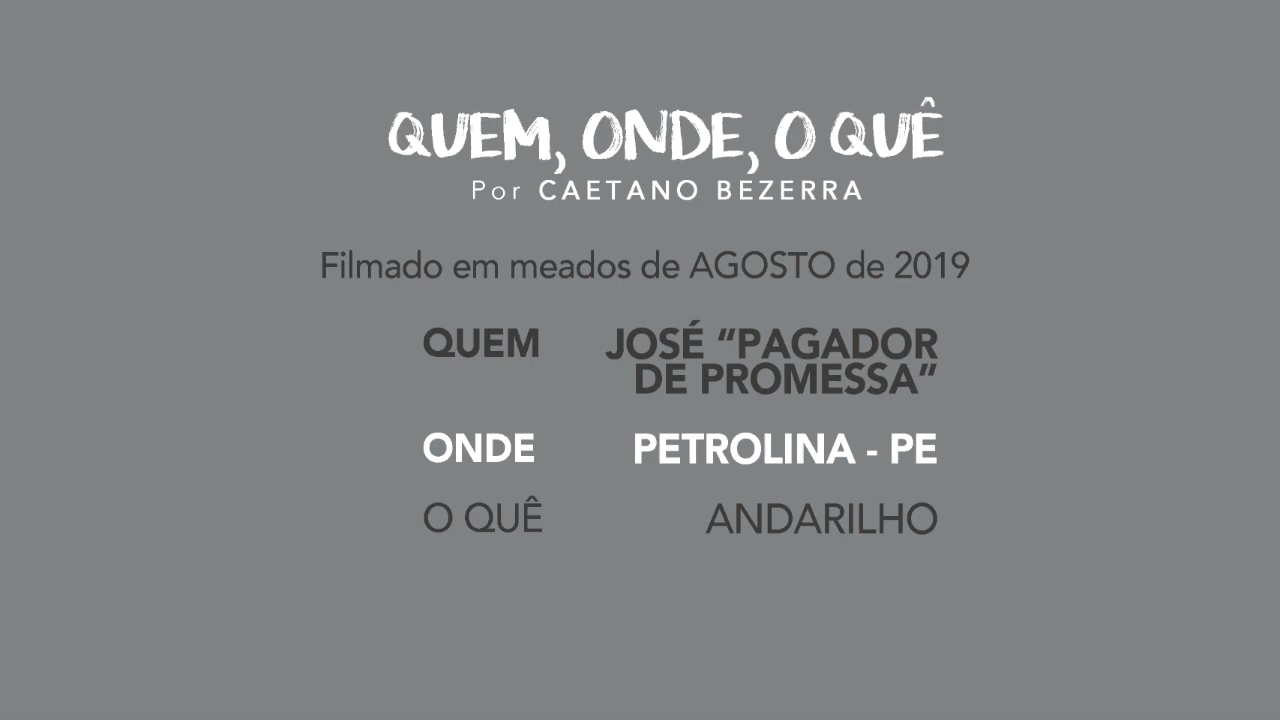 QUEM, ONDE, O QUÊ
Por CAETANO BEZERRA
Filmado em meados de AGOSTO de 2019
QUEM JOSÉ “PAGADOR
DE PROMESSA”
ONDE PETROLINA - PE
O QUÊ ANDARILHO